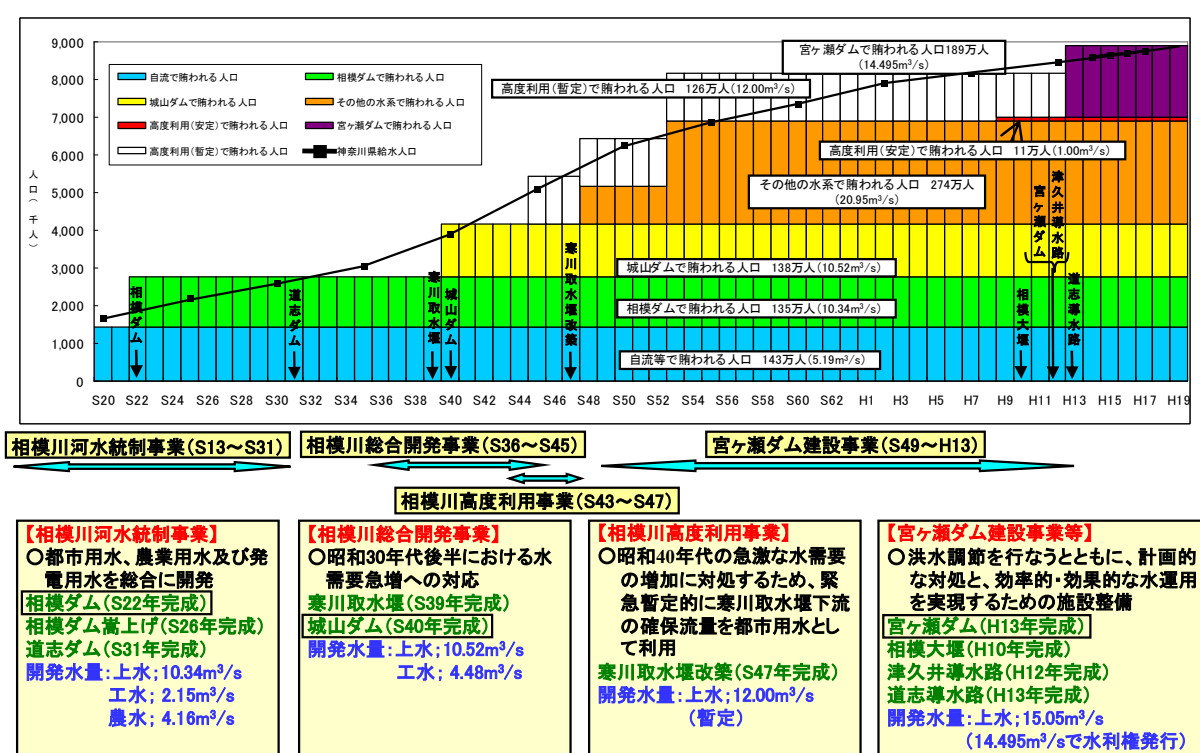 9,000
8,000
7,000
6,000
5,000
4,000
3,000
2,000
1,000
0
人口(千人)
自流で賄われる人口
相模ダムで賄われる人口
城山ダムで賄われる人口
その他の水系で賄われる人口
高度利用(安定)で賄われる人口
宮ヶ瀬ダムで賄われる人口
高度利用(暫定)で賄われる人口
神奈川県給水人口
宮ヶ瀬ダムで賄われる人口189万人
(14.495m³/s)
高度利用(暫定)で賄われる人口 126万人(12.00m³/s)
高度利用(安定)で賄われる人口 11万人(1.00m³/s)
その他の水系で賄われる人口 274万人
(20.95m³/s)
城山ダムで賄われる人口 138万人(10.52m³/s)
相模ダムで賄われる人口 135万人(10.34m³/s)
自流等で賄われる人口 143万人(5.19m³/s)
相模ダム
道志ダム
寒川取水堰
城山ダム
寒川取水堰改築
相模大堰
宮ヶ瀬ダム
津久井導水路
道志導水路
S20 S22 S24 S26 S28 S30 S32 S34 S36 S38 S40 S42 S44 S46 S48 S50 S52 S54 S56 S58 S60 S62 H1 H3 H5 H7 H9 H11 H13 H15 H17 H19
相模川河水統制事業(S13~S31)
相模川総合開発事業(S36~S45)
宮ヶ瀬ダム建設事業(S49~H13)
相模川高度利用事業(S43~S47)
【相模川河水統制事業】
○都市用水、農業用水及び発
電用水を総合に開発
相模ダム(S22年完成)
相模ダム嵩上げ(S26年完成)
道志ダム(S31年完成)
開発水量:上水;10.34m³/s
工水;2.15m³/s
農水;4.16m³/s
【相模川総合開発事業】
○昭和30年代後半における水
需要急増への対応
寒川取水堰(S39年完成)
城山ダム(S40年完成)
開発水量:上水;10.52m³/s
工水;4.48m³/s
【相模川高度利用事業】
○昭和40年代の急激な水需要
の増加に対処するため、緊
急暫定的に寒川取水堰下流
の確保流量を都市用水とし
て利用
寒川取水堰改築(S47年完成)
開発水量:上水;12.00m³/s
(暫定)
【宮ヶ瀬ダム建設事業等】
○洪水調節を行なうとともに、計画的
な対処と、効率的・効果的な水運用
を実現するための施設整備
宮ヶ瀬ダム(H13年完成)
相模大堰(H10年完成)
津久井導水路(H12年完成)
道志導水路(H13年完成)
開発水量:上水;15.05m³/s
(14.495m³/sで水利権発行)